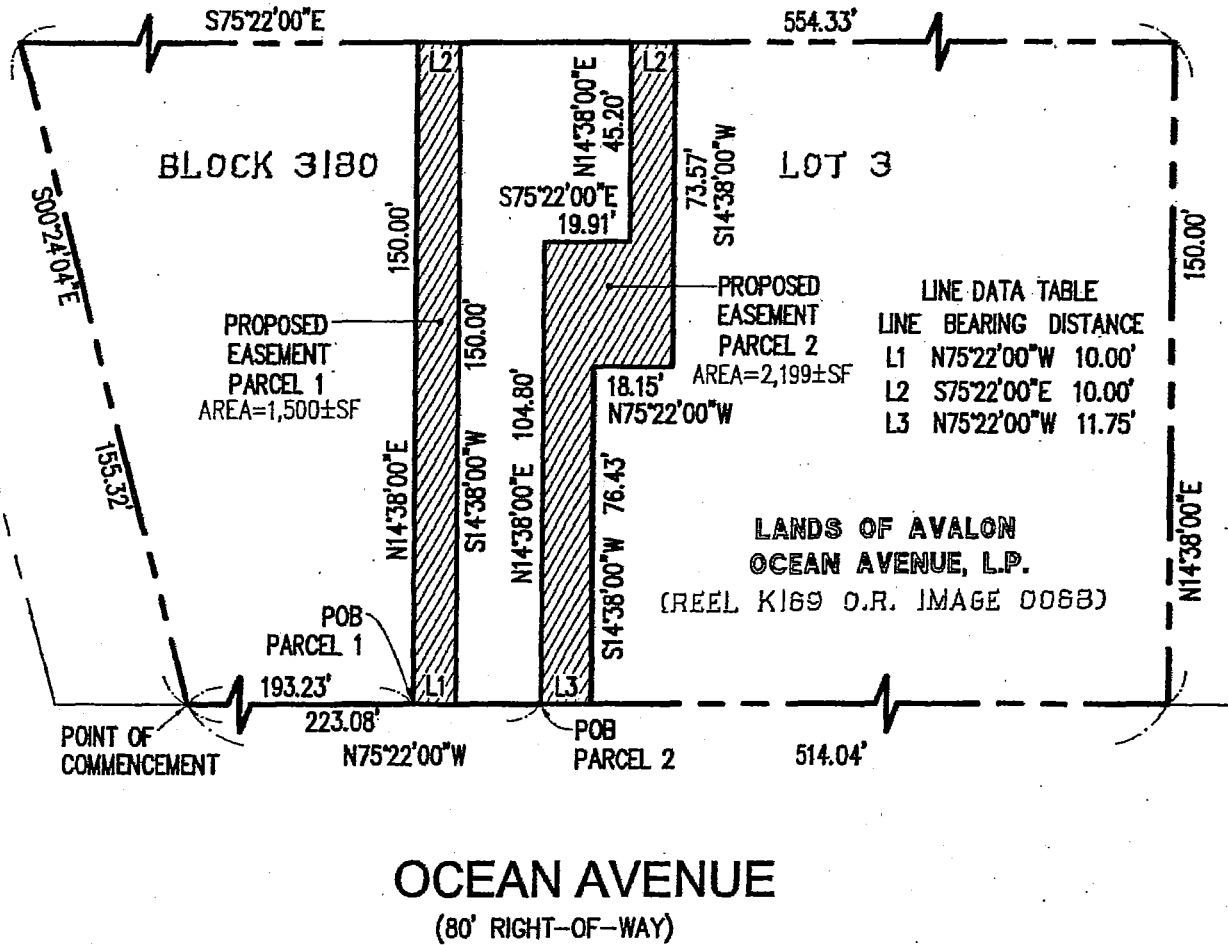 S75°22'00"E
554.33'
L2
L2
N14°38'00"E
45.20'
BLOCK 3180
LOT 3
S00°24'04"E
155.32'
S75°22'00"E
19.91'
73.57'
S14°38'00"W
150.00'
150.00'
150.00'
PROPOSED
EASEMENT
PARCEL 1
AREA=1,500±SF
PROPOSED
EASEMENT
PARCEL 2
AREA=2,199±SF
LINE DATA TABLE
LINE BEARING DISTANCE
L1 N75°22'00"W 10.00'
L2 S75°22'00"E 10.00'
L3 N75°22'00"W 11.75'
18.15'
N75°22'00"W
N14°38'00"E
S14°38'00"W
N14°38'00"E 104.80'
S14°38'00"W 76.43'
N14°38'00"E
LANDS OF AVALON
OCEAN AVENUE, L.P.
(REEL K169 O.R. IMAGE 0068)
POB
PARCEL 1
L1
L3
193.23'
223.08'
N75°22'00"W
POINT OF
COMMENCEMENT
POB
PARCEL 2
514.04'
OCEAN AVENUE
(80' RIGHT-OF-WAY)